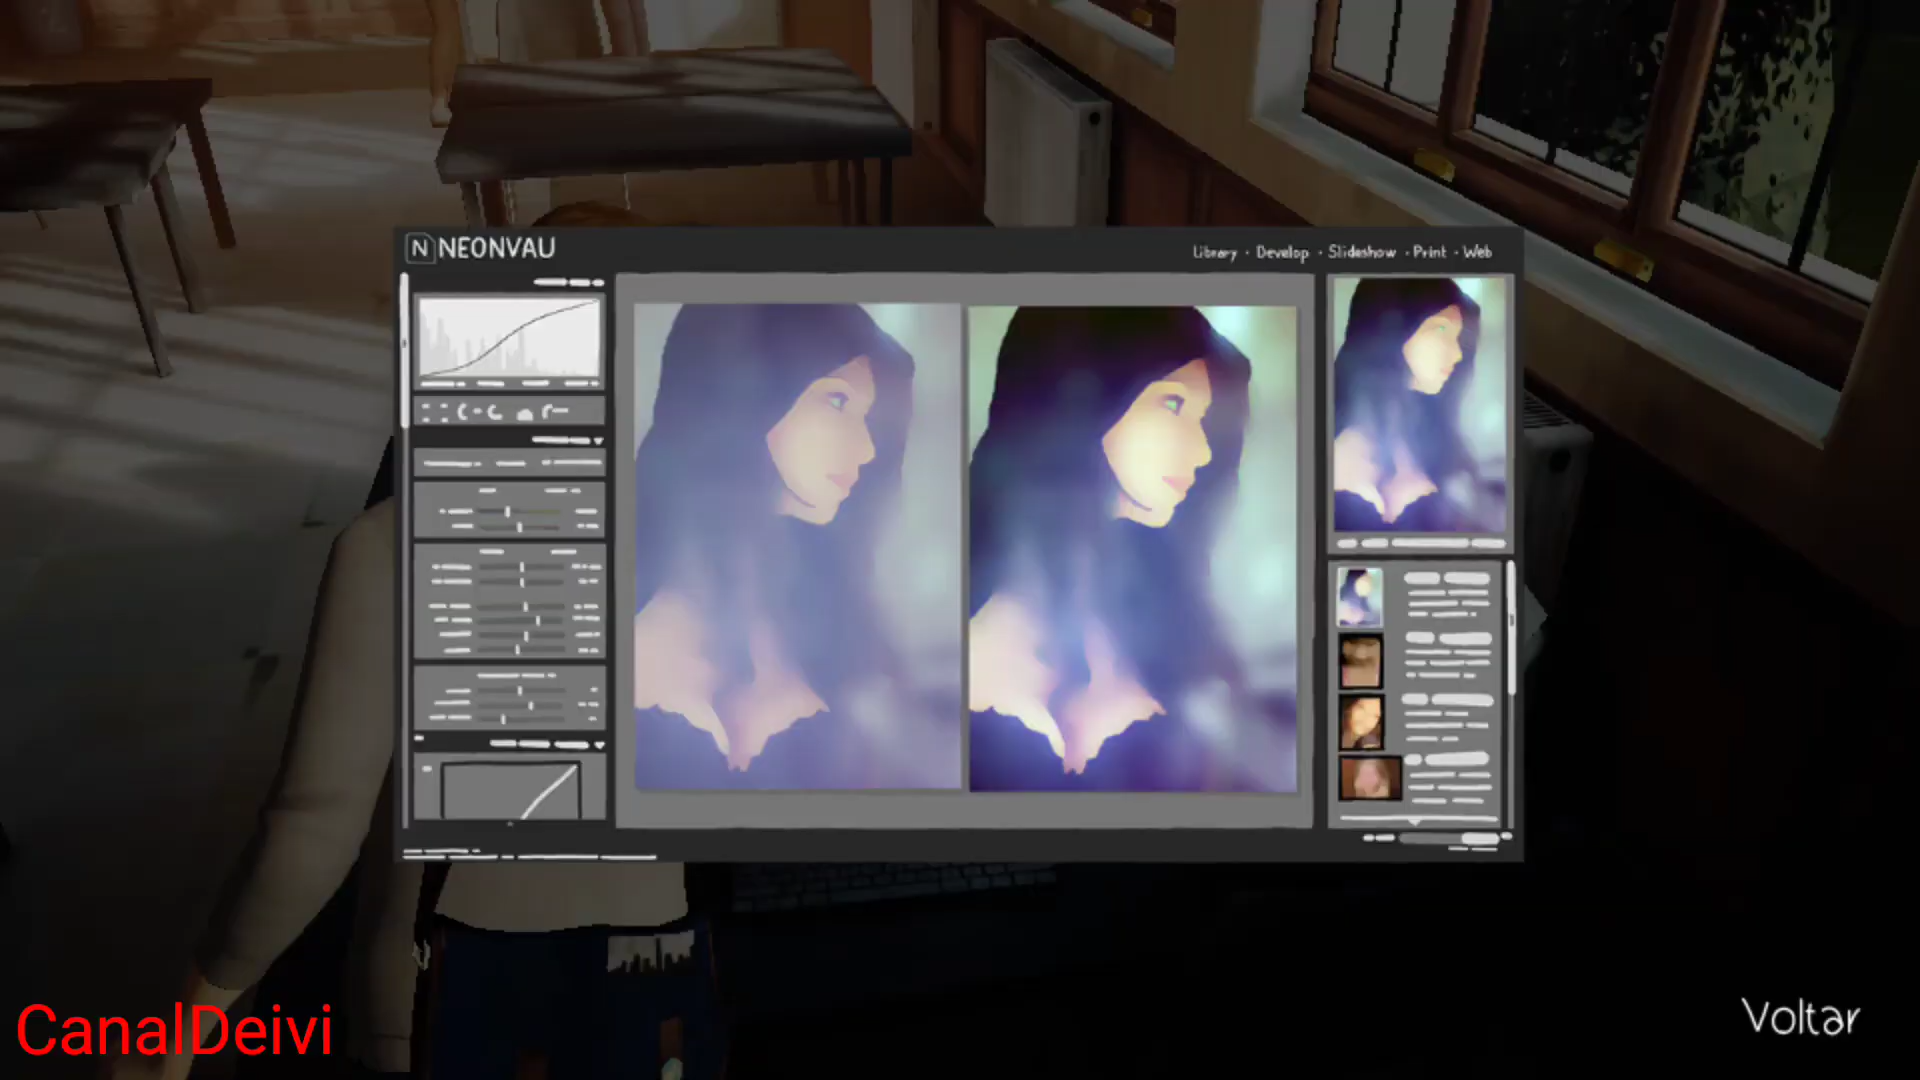 N NEONVAU
Library · Develop · Slideshow · Print · Web
CanalDeivi
Voltar